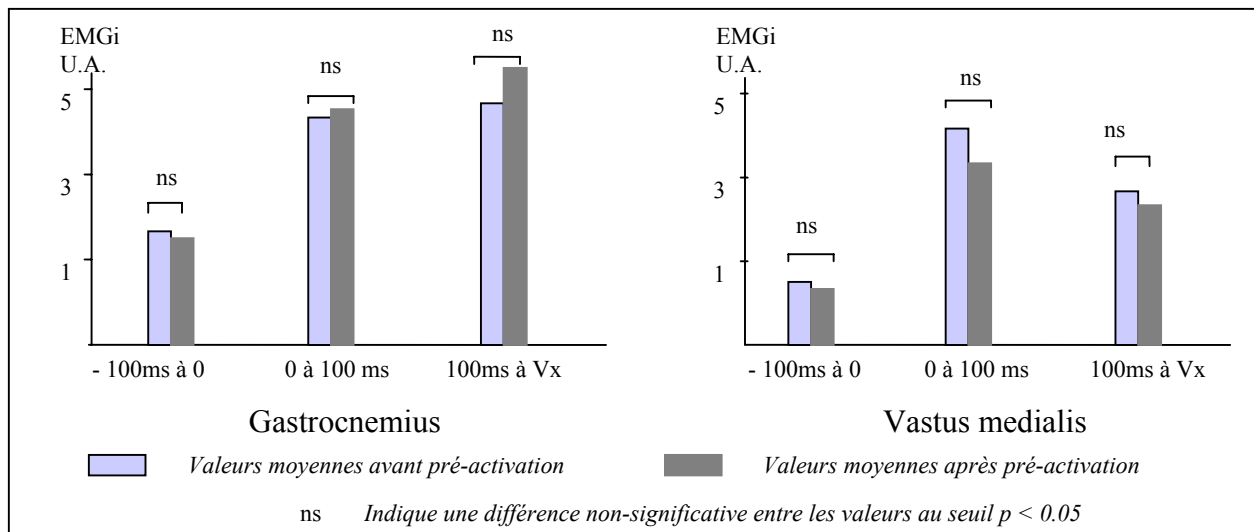 EMGi
U.A.
5
3
1
ns
ns
ns
- 100ms à 0
0 à 100 ms
100ms à Vx
Gastrocnemius
EMGi
U.A.
5
3
1
ns
ns
ns
- 100ms à 0
0 à 100 ms
100ms à Vx
Vastus medialis
Valeurs moyennes avant pré-activation
Valeurs moyennes après pré-activation
ns Indique une différence non-significative entre les valeurs au seuil p < 0.05